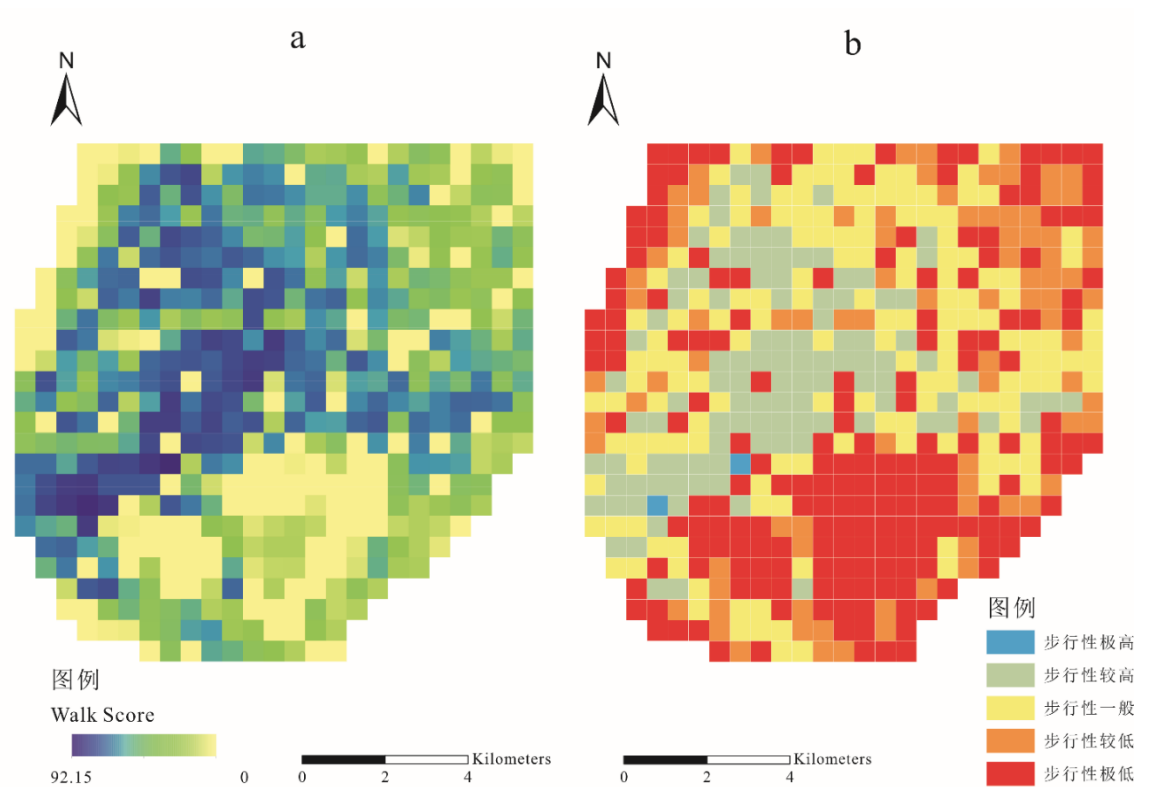 a
b
N
N
图例
Walk Score
92.15 0
Kilometers
0 2 4
Kilometers
0 2 4
图例
步行性极高
步行性较高
步行性一般
步行性较低
步行性极低